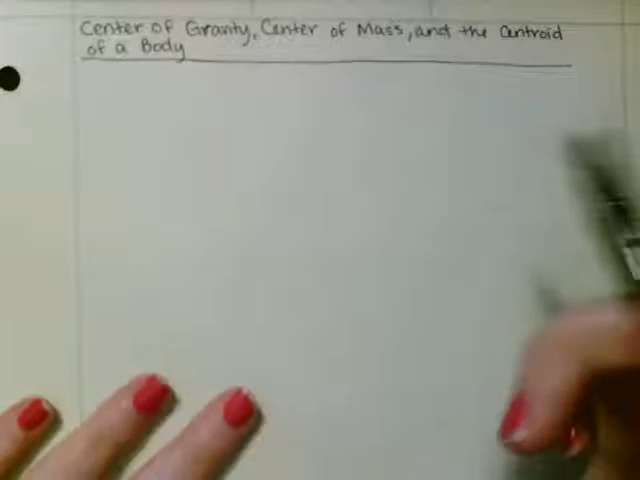 Center of Gravity, Center of Mass, and the Centroid
of a Body